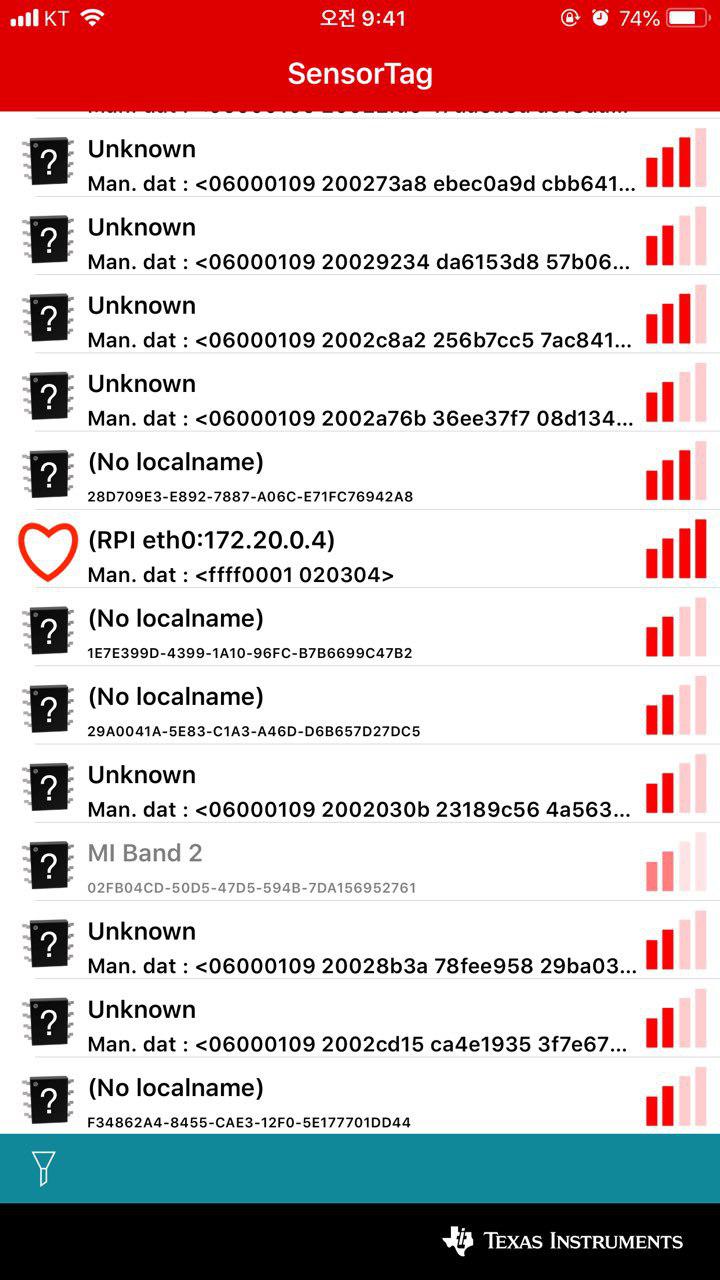 KT
오전 9:41
74%
SensorTag
Unknown
Man. dat : <06000109 200273a8 ebec0a9d cbb641...
Unknown
Man. dat : <06000109 20029234 da6153d8 57b06...
Unknown
Man. dat : <06000109 2002c8a2 256b7cc5 7ac841...
Unknown
Man. dat : <06000109 2002a76b 36ee37f7 08d134...
(No localname)
28D709E3-E892-7887-A06C-E71FC76942A8
(RPI eth0:172.20.0.4)
Man. dat : <ffff0001 020304>
(No localname)
1E7E399D-4399-1A10-96FC-B7B6699C47B2
(No localname)
29A0041A-5E83-C1A3-A46D-D6B657D27DC5
Unknown
Man. dat : <06000109 2002030b 23189c56 4a563...
MI Band 2
02FB04CD-50D5-47D5-594B-7DA156952761
Unknown
Man. dat : <06000109 20028b3a 78fee958 29ba03...
Unknown
Man. dat : <06000109 2002cd15 ca4e1935 3f7e67...
(No localname)
F34862A4-8455-CAE3-12F0-5E177701DD44
TEXAS INSTRUMENTS